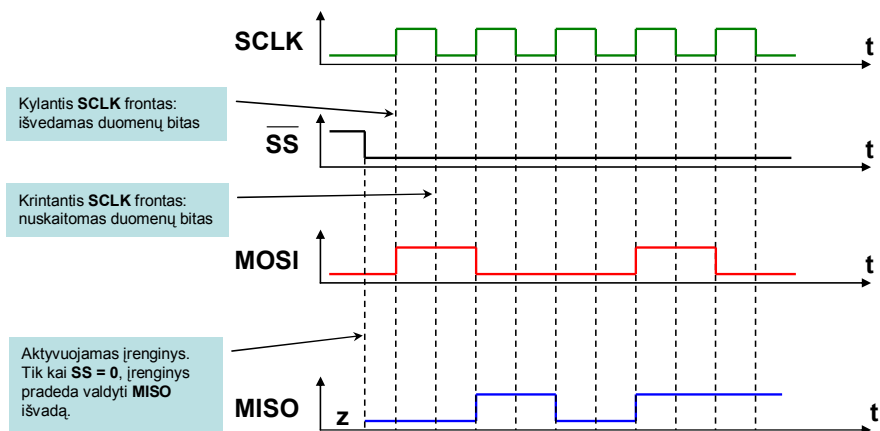 SCLK
t
Kylantis SCLK frontas:
išvedamas duomenų bitas
SS
t
Krintantis SCLK frontas:
nuskaitomas duomenų bitas
MOSI
t
Aktyvuojamas įrenginys.
Tik kai SS = 0, įrenginys
pradeda valdyti MISO
išvadą.
MISO
z
t